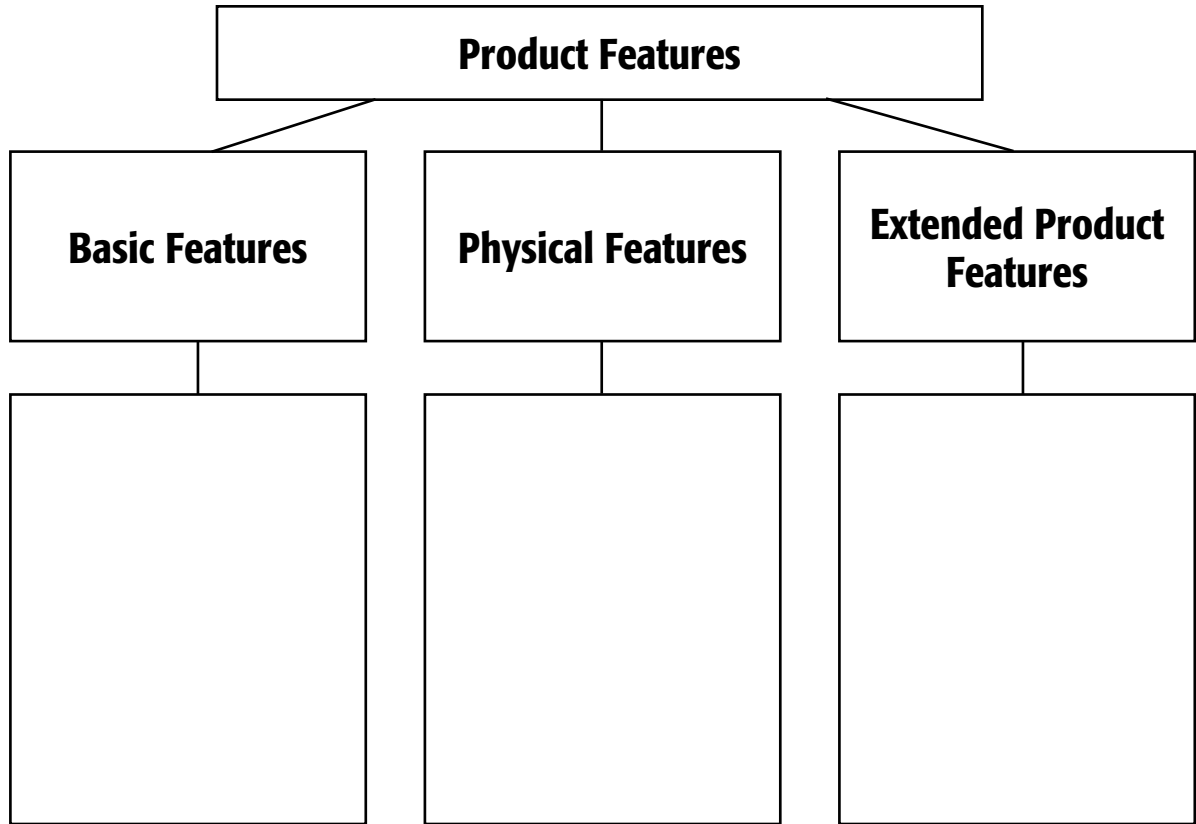 Product Features
Basic Features
Physical Features
Extended Product
Features